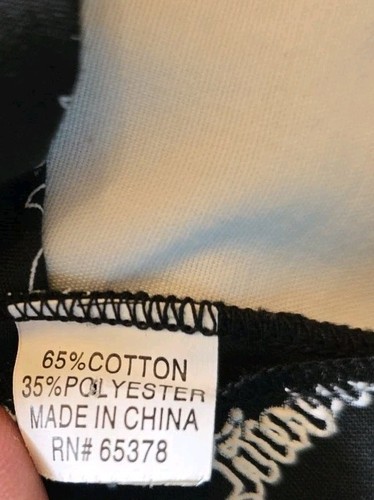 65%COTTON
35%POLYESTER
MADE IN CHINA
RN# 65378